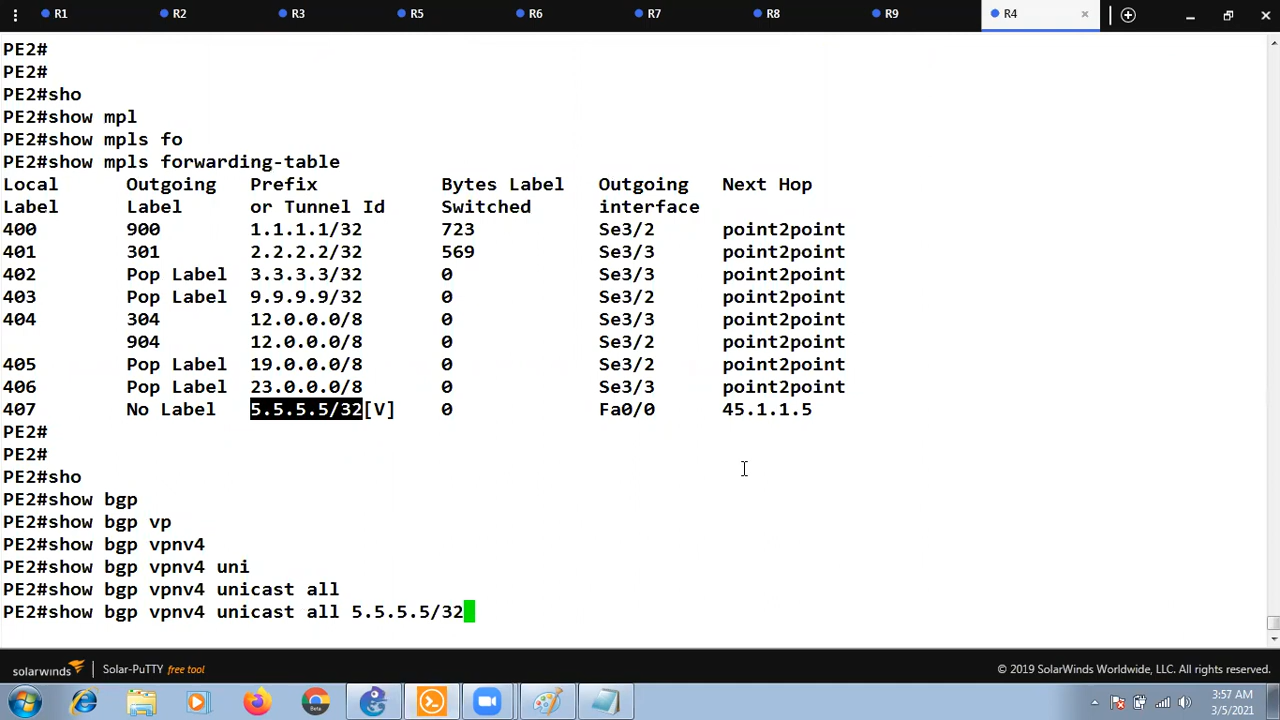 R1 R2 R3 R5 R6 R7 R8 R9 R4
PE2#
PE2#
PE2#sho
PE2#show mpl
PE2#show mpls fo
PE2#show mpls forwarding-table
Local Outgoing Prefix Bytes Label Outgoing Next Hop
Label Label or Tunnel Id Switched interface
400 900 1.1.1.1/32 723 Se3/2 point2point
401 301 2.2.2.2/32 569 Se3/3 point2point
402 Pop Label 3.3.3.3/32 0 Se3/3 point2point
403 Pop Label 9.9.9.9/32 0 Se3/2 point2point
404 304 12.0.0.0/8 0 Se3/3 point2point
904 12.0.0.0/8 0 Se3/2 point2point
405 Pop Label 19.0.0.0/8 0 Se3/2 point2point
406 Pop Label 23.0.0.0/8 0 Se3/3 point2point
407 No Label 5.5.5.5/32[V] 0 Fa0/0 45.1.1.5
PE2#
PE2#
PE2#sho
PE2#show bgp
PE2#show bgp vp
PE2#show bgp vpnv4
PE2#show bgp vpnv4 uni
PE2#show bgp vpnv4 unicast all
PE2#show bgp vpnv4 unicast all 5.5.5.5/32
solarwinds Solar-PuTTY free tool © 2019 SolarWinds Worldwide, LLC. All rights reserved.
3:57 AM
3/5/2021